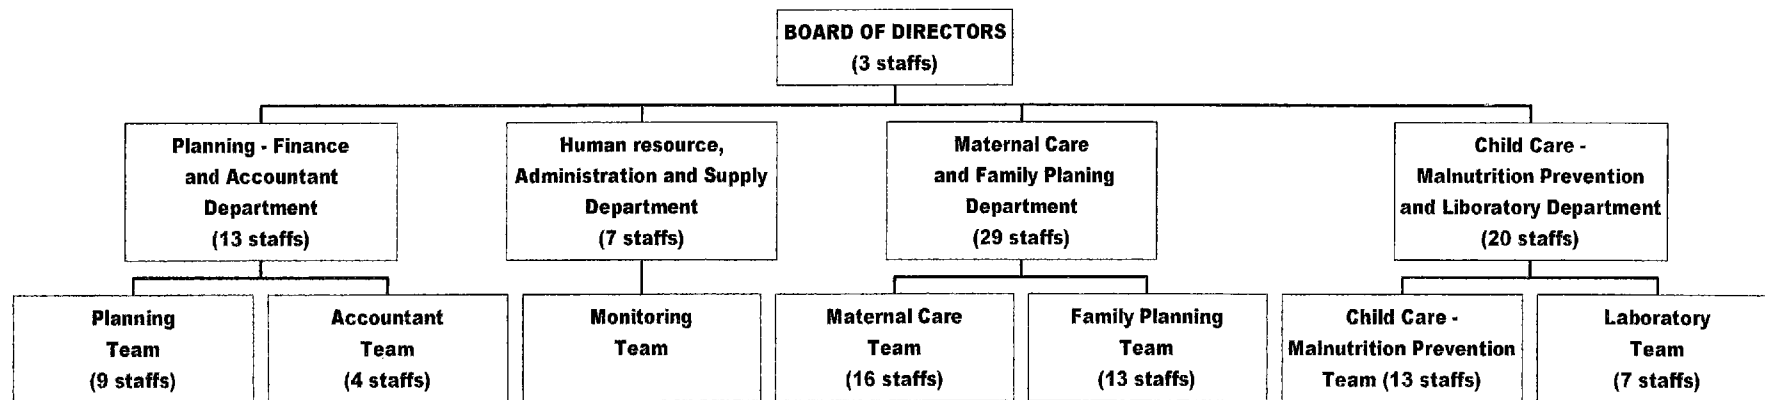 BOARD OF DIRECTORS
(3 staffs)
Planning - Finance
and Accountant
Department
(13 staffs)
Human resource,
Administration and Supply
Department
(7 staffs)
Maternal Care
and Family Planing
Department
(29 staffs)
Child Care -
Malnutrition Prevention
and Liboratory Department
(20 staffs)
Planning
Team
(9 staffs)
Accountant
Team
(4 staffs)
Monitoring
Team
Maternal Care
Team
(16 staffs)
Family Planning
Team
(13 staffs)
Child Care -
Malnutrition Prevention
Team (13 staffs)
Laboratory
Team
(7 staffs)